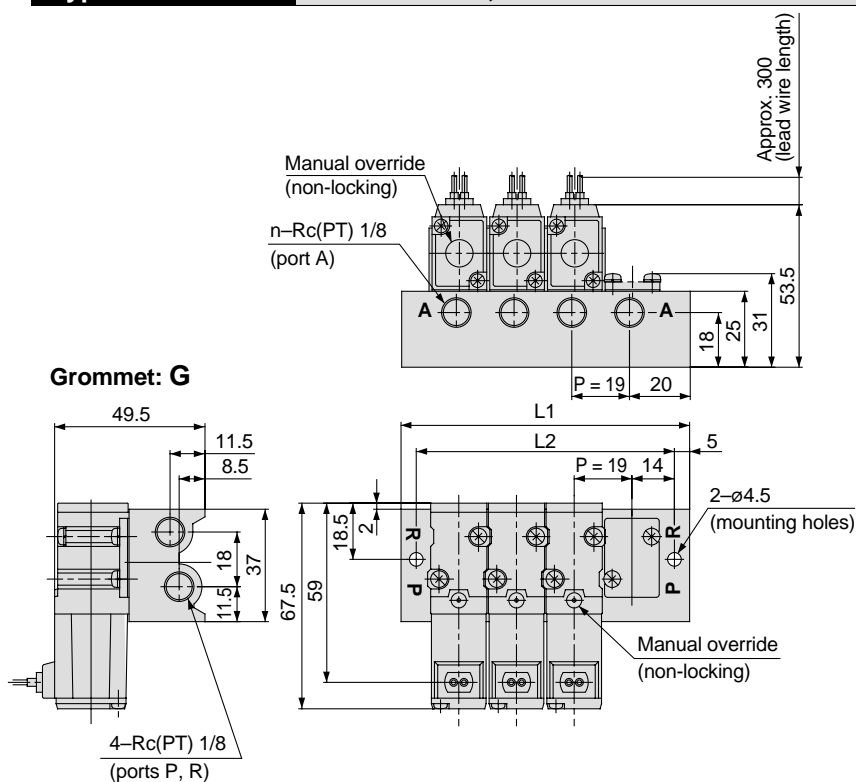 Approx. 300
(lead wire length)
Manual override
(non-locking)
n–Rc(PT) 1/8
(port A)
A
A
18
25
31
53.5
P = 19
20
Grommet: G
49.5
11.5
8.5
18
11.5
37
4–Rc(PT) 1/8
(ports P, R)
L1
L2
5
P = 19
14
2–ø4.5
(mounting holes)
67.5
59
18.5
2
R
P
R
P
Manual override
(non-locking)